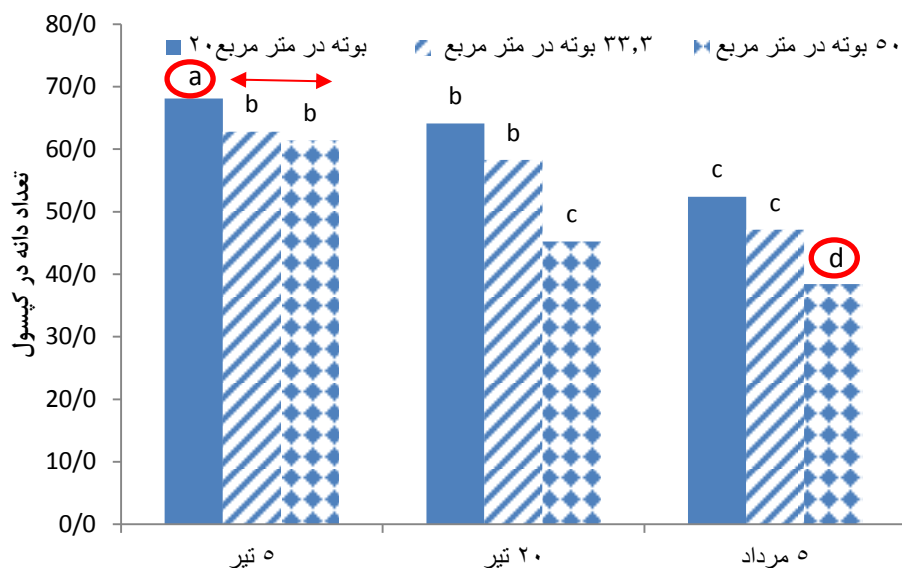 ۲۰بوته در متر مربع
۳۳,۳ بوته در متر مربع
۵۰ بوته در متر مربع
تعداد دانه در کپسول
80/0
70/0
60/0
50/0
40/0
30/0
20/0
10/0
0/0
a
b
b
b
b
c
c
c
d
۵ تیر
۲۰ تیر
۵ مرداد